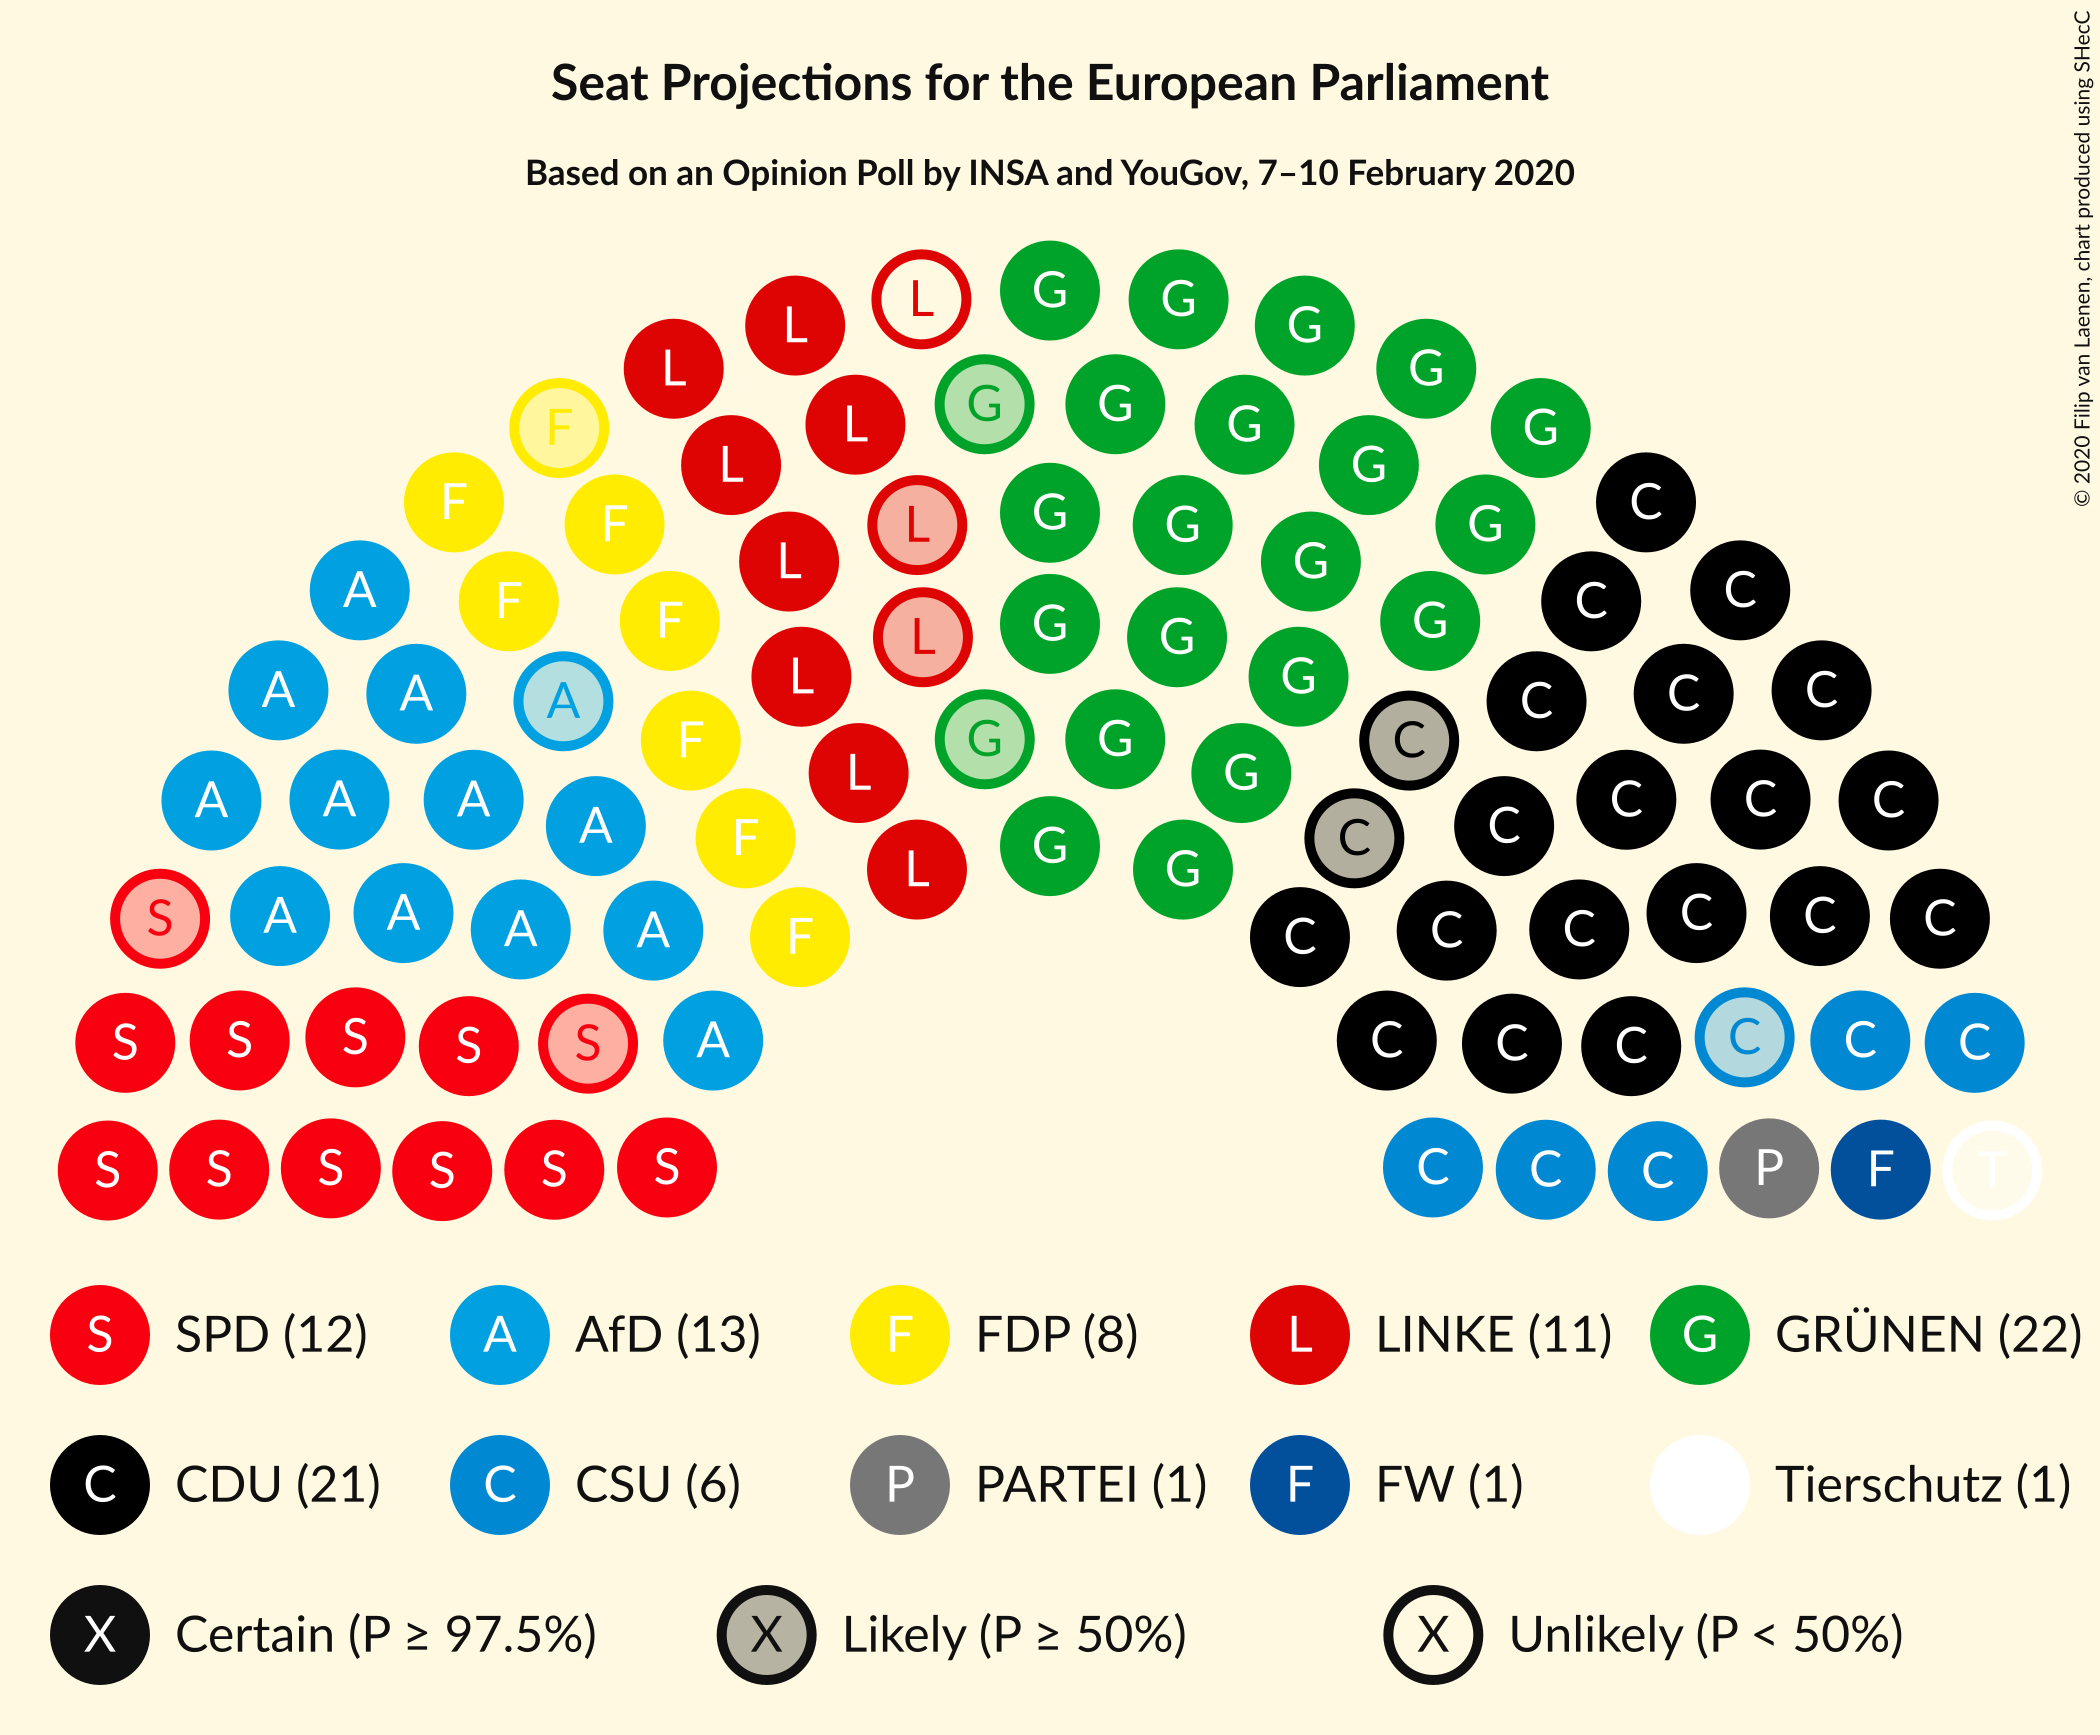 Seat Projections for the European Parliament
Based on an Opinion Poll by INSA and YouGov, 7–10 February 2020
© 2020 Filip van Laenen, chart produced using SHecC
L G G G
L G
L G G G G
F L L G G G
F F L L G G G G C
A F F L G G C C
A A A F L L G G G C C C C
A A A A F L G G G C C C C C
S A A A A F L G G C C C C C C
S S S S S A C C C C C C
S S S S S S C C C P F T
S SPD (12) A AfD (13) F FDP (8) L LINKE (11) G GRÜNEN (22)
C CDU (21) C CSU (6) P PARTEI (1) F FW (1) Tierschutz (1)
X Certain (P ≥ 97.5%) X Likely (P ≥ 50%) X Unlikely (P < 50%)